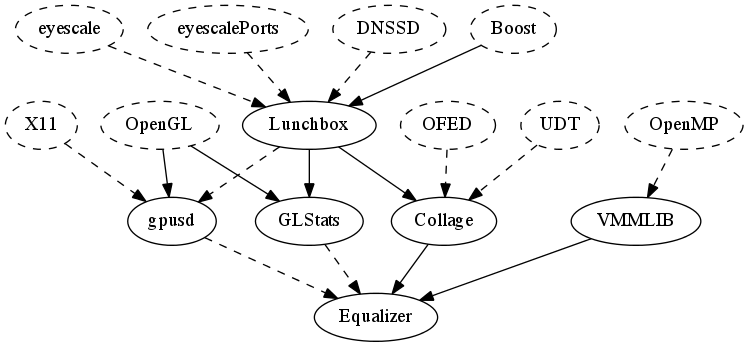 eyescale
eyescalePorts
DNSSD
Boost
X11
OpenGL
Lunchbox
OFED
UDT
OpenMP
gpusd
GLStats
Collage
VMMLIB
Equalizer